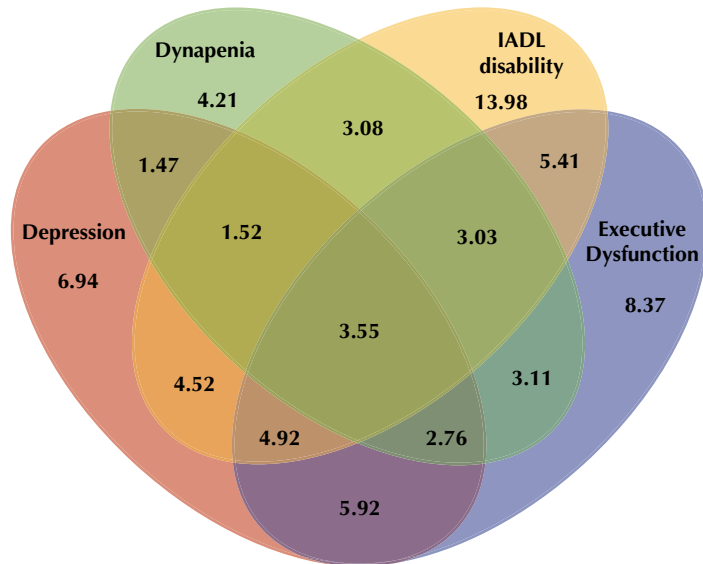 IADL
disability
Dynapenia
4.21
13.98
3.08
1.47
5.41
Depression
1.52
3.03
Executive
Dysfunction
6.94
8.37
3.55
4.52
3.11
4.92
2.76
5.92